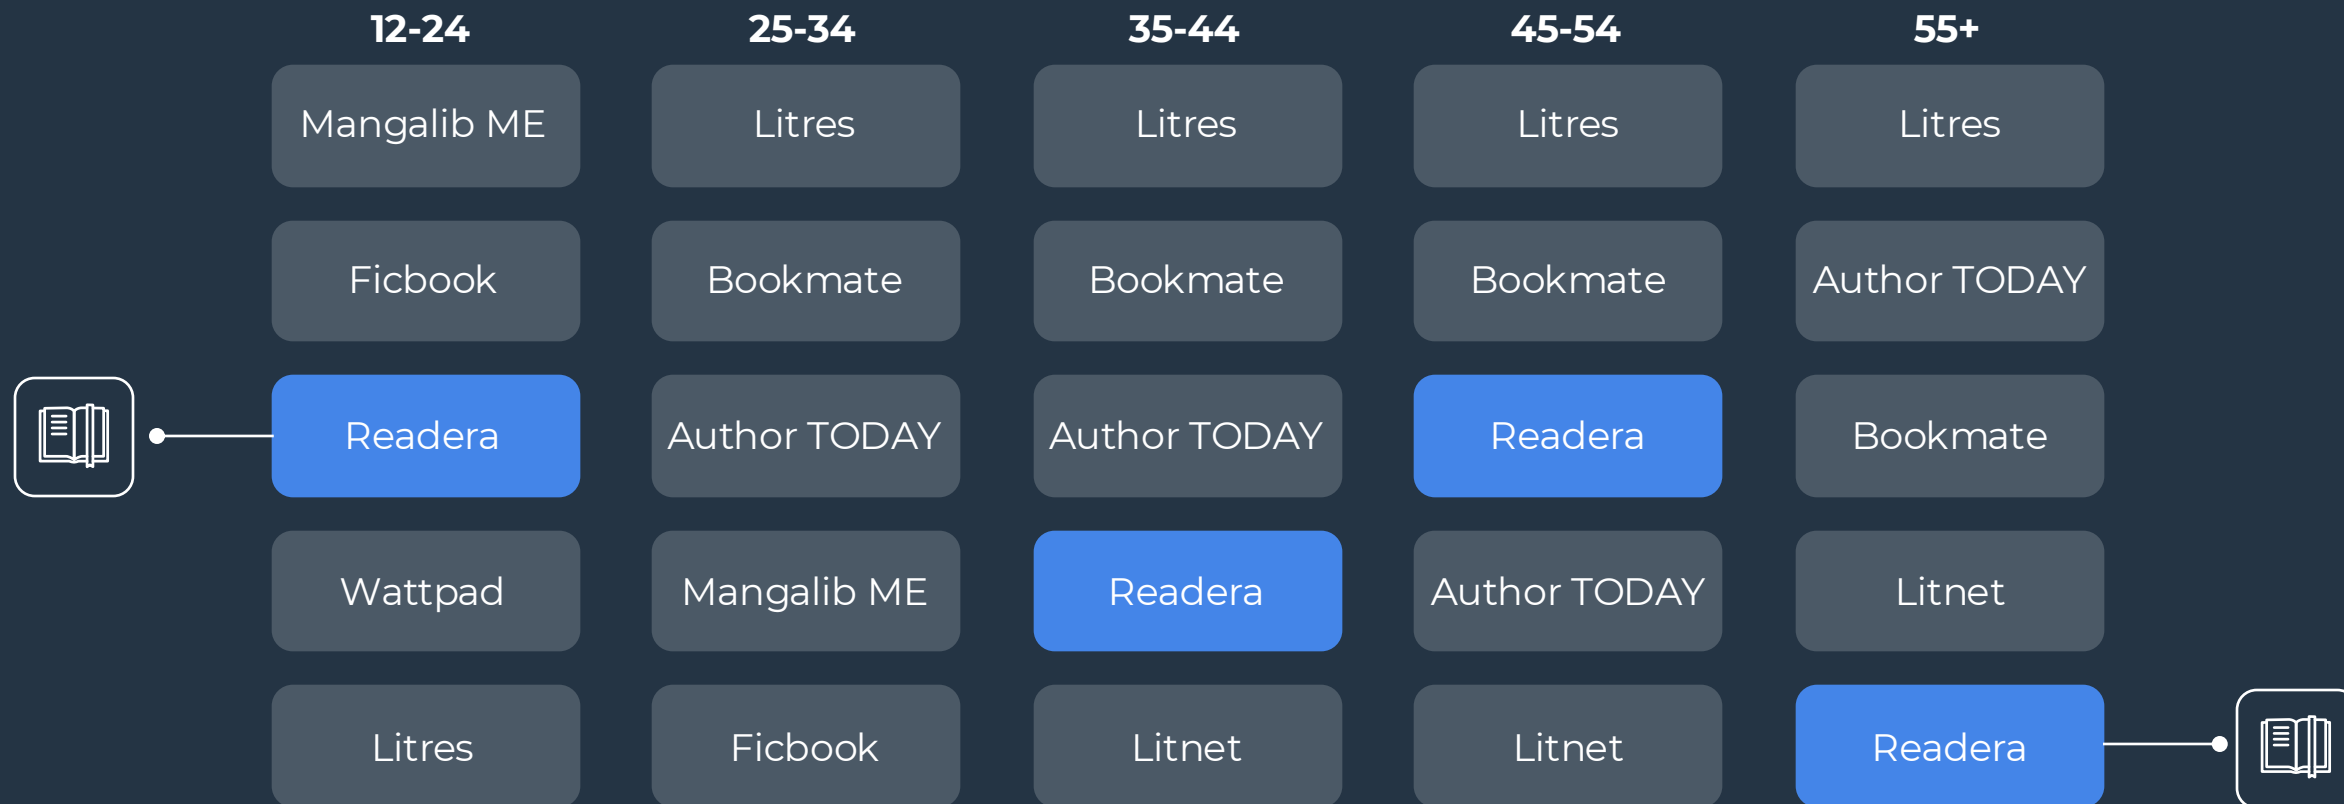 12-24 25-34 35-44 45-54 55+
Mangalib ME Litres Litres Litres Litres
Ficbook Bookmate Bookmate Bookmate Author TODAY
Readera Author TODAY Author TODAY Readera Bookmate
Wattpad Mangalib ME Readera Author TODAY Litnet
Litres Ficbook Litnet Litnet Readera